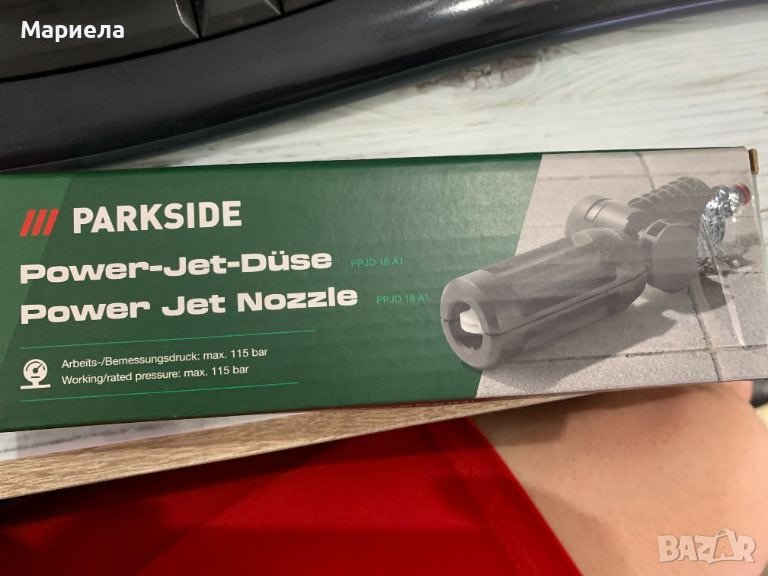 Мариела
PARKSIDE
Power-Jet-Düse PPJD 18 A1
Power Jet Nozzle PPJD 18 A1
Arbeits-/Bemessungsdruck: max. 115 bar
Working/rated pressure: max. 115 bar
BAZAR